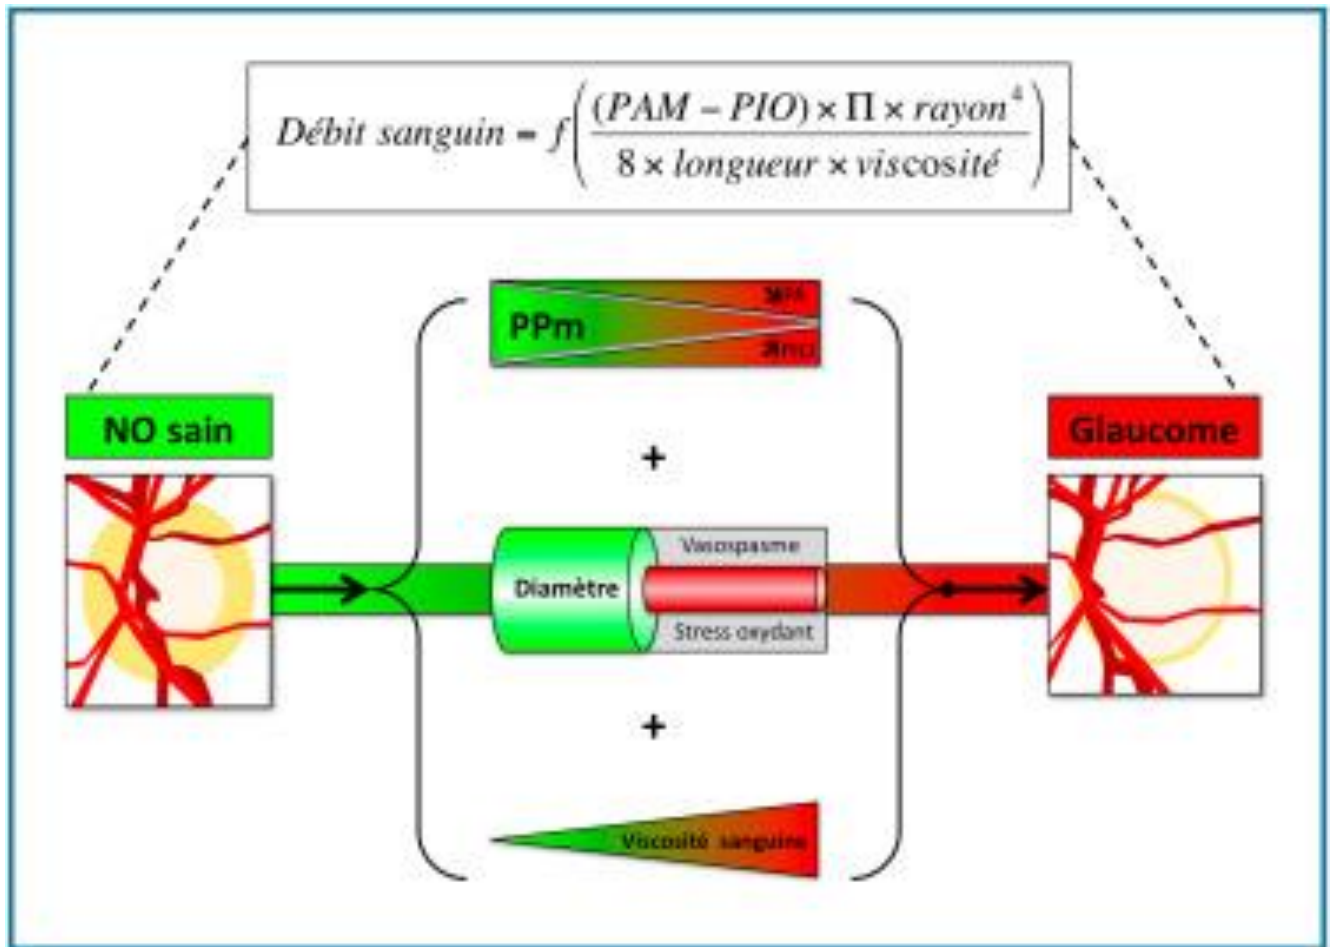 Débit sanguin = f( (PAM – PIO) × Π × rayon⁴ / 8 × longueur × viscosité )
PPm
NO sain
Glaucome
+
Vasospasme
Diamètre
Stress oxydant
+
Viscosité sanguine